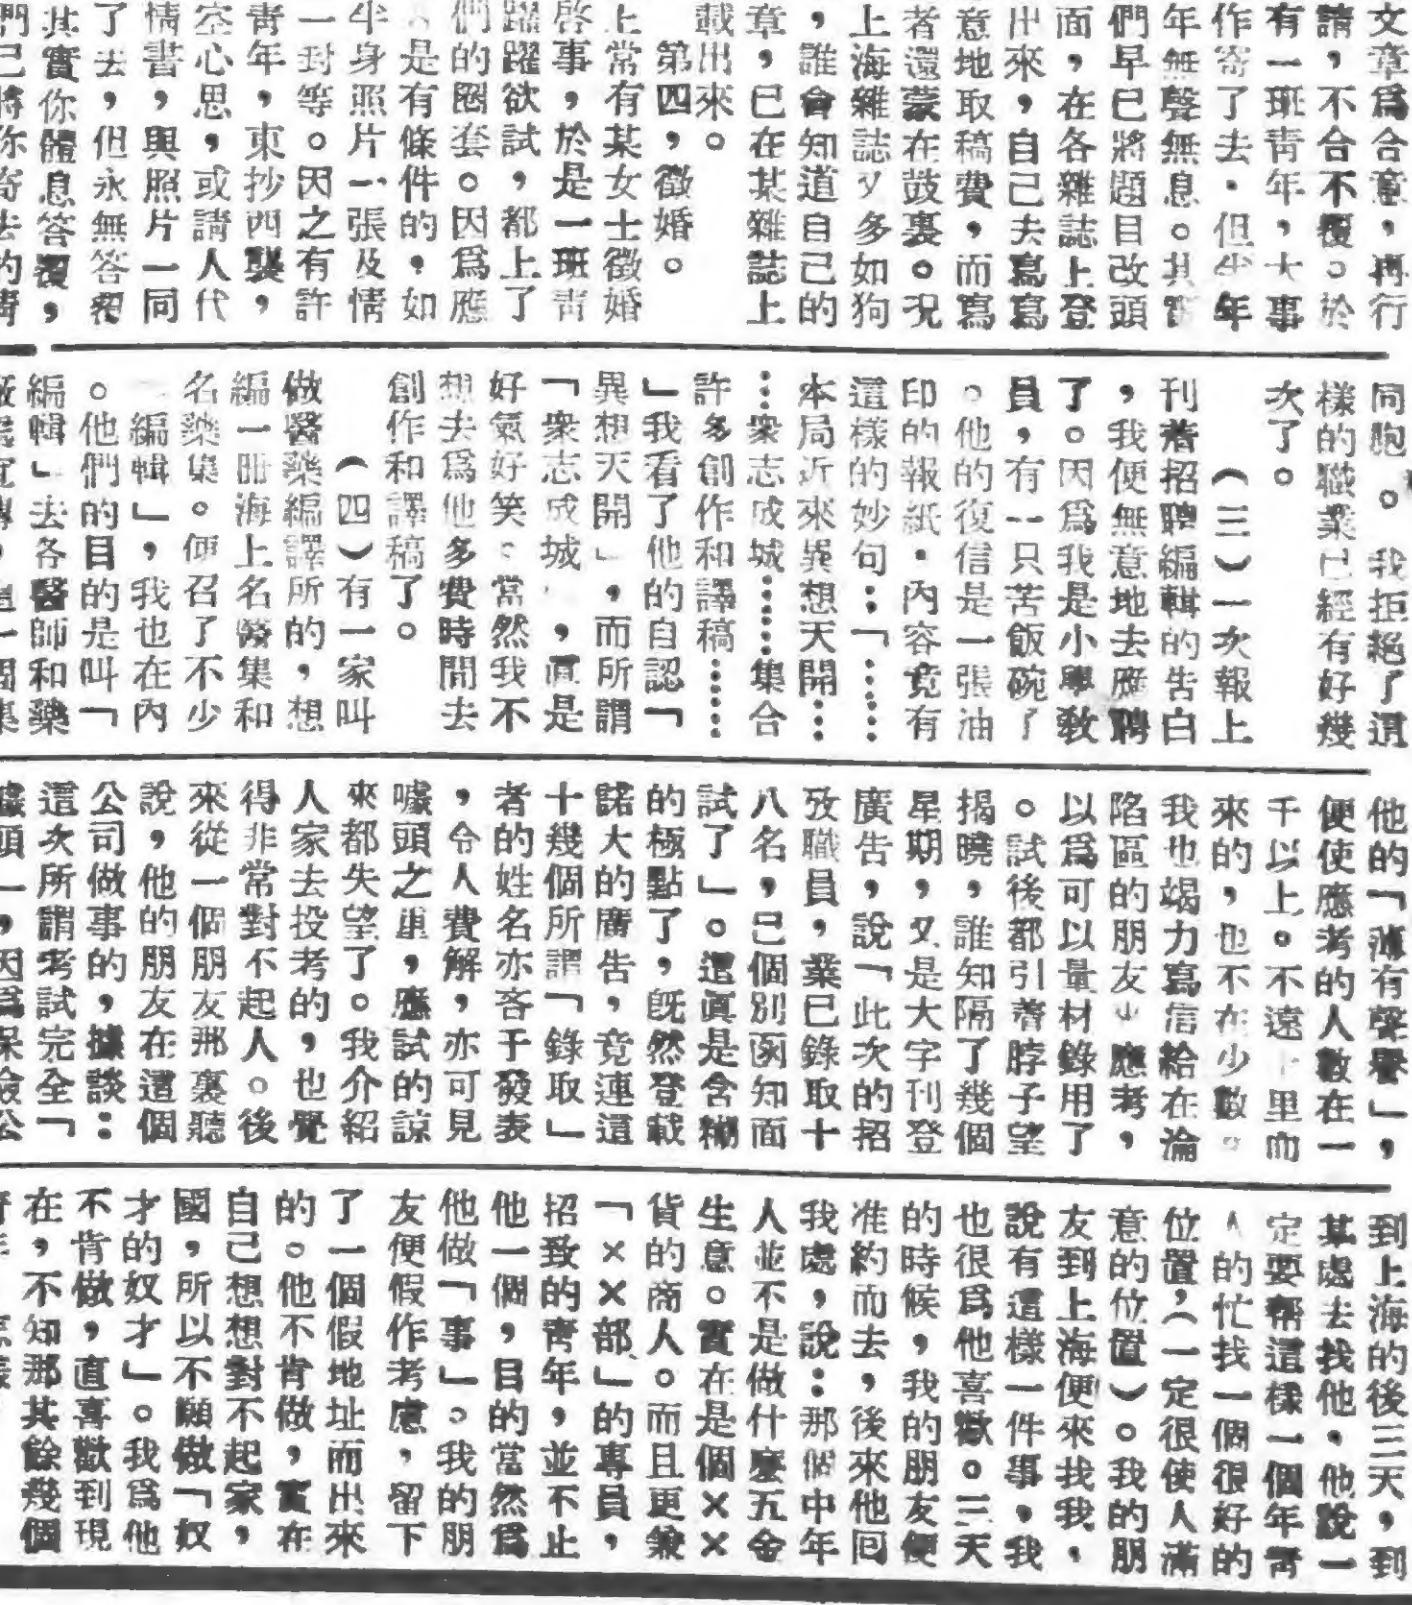 文章爲合意，再行
請，不合不覆。於
有一班靑年，大事
作寄了去。但半年
年無聲無息。其實
們早已將題目改頭
面，在各雜誌上登
出來，自己去寫寫
意地取稿費，而寫
者還蒙在鼓裏。况
上海雜誌又多如狗
，誰會知道自己的
章，已在某雜誌上
載出來。
第四，徵婚。
上常有某女士徵婚
啓事，於是一班靑
躍躍欲試，都上了
們的圈套。因爲應
。是有條件的，如
半身照片一張及情
一封等。因之有許
靑年，東抄四襲，
空心思，或請人代
情書，與照片一同
了去，但永無答覆
其實你體息答覆，
們已將你寄去的情
同胞。我拒絕了這
樣的職業已經有好幾
次了。
（三）一次報上
刊着招聘編輯的吿白
，我便無意地去應聘
了。因爲我是小學敎
員，有一只苦飯碗了
。他的復信是一張油
印的報紙，內容竟有
這樣的妙句：「……
本局近來異想天開…
…衆志成城……集合
許多創作和譯稿……
」我看了他的自認「
異想天開」，而所謂
「衆志成城」，眞是
好氣好笑。當然我不
想去爲他多費時間去
創作和譯稿了。
（四）有一家叫
做醫藥編譯所的，想
編一册海上名醫集和
名藥集。便召了不少
「編輯」，我也在內
。他們的目的是叫「
編輯」去各醫師和藥
他的「薄有聲譽」，
便使應考的人數在一
千以上。不遠千里而
來的，也不在少數。
我也竭力寫信給在淪
陷區的朋友來應考，
以爲可以量材錄用了
。試後都引着脖子望
揭曉，誰知隔了幾個
星期，又是大字刊登
廣告，說「此次的招
攷職員，業已錄取十
八名，已個別函知面
試了」。這眞是含糊
的極點了，旣然登載
諾大的廣告，竟連這
十幾個所謂「錄取」
者的姓名亦吝于發表
，令人費解，亦可見
噱頭之重，應試的諒
來都失望了。我介紹
人家去投考的，也覺
得非常對不起人。後
來從一個朋友那裏聽
說，他的朋友在這個
公司做事的，據談：
這次所謂考試完全「
噱頭」，因爲保險公
到上海的後三天，到
某處去找他，他說一
定要帮這樣一個年靑
人的忙找一個很好的
位置，（一定很使人滿
意的位置）。我的朋
友到上海便來找我，
說有這樣一件事，我
也很爲他喜歡。三天
的時候，我的朋友便
准約而去，後來他囘
我處，說：那個中年
人並不是做什麽五金
生意。實在是個××
貨的商人。而且更兼
「××部」的專員，
招致的靑年，並不止
他一個，目的當然爲
他做「事」。我的朋
友便假作考慮，留下
了一個假地址而出來
的。他不肯做，實在
自己想想對不起家，
國，所以不願做「奴
才的奴才」。我爲他
不肯做，直喜歡到現
在，不知那其餘幾個